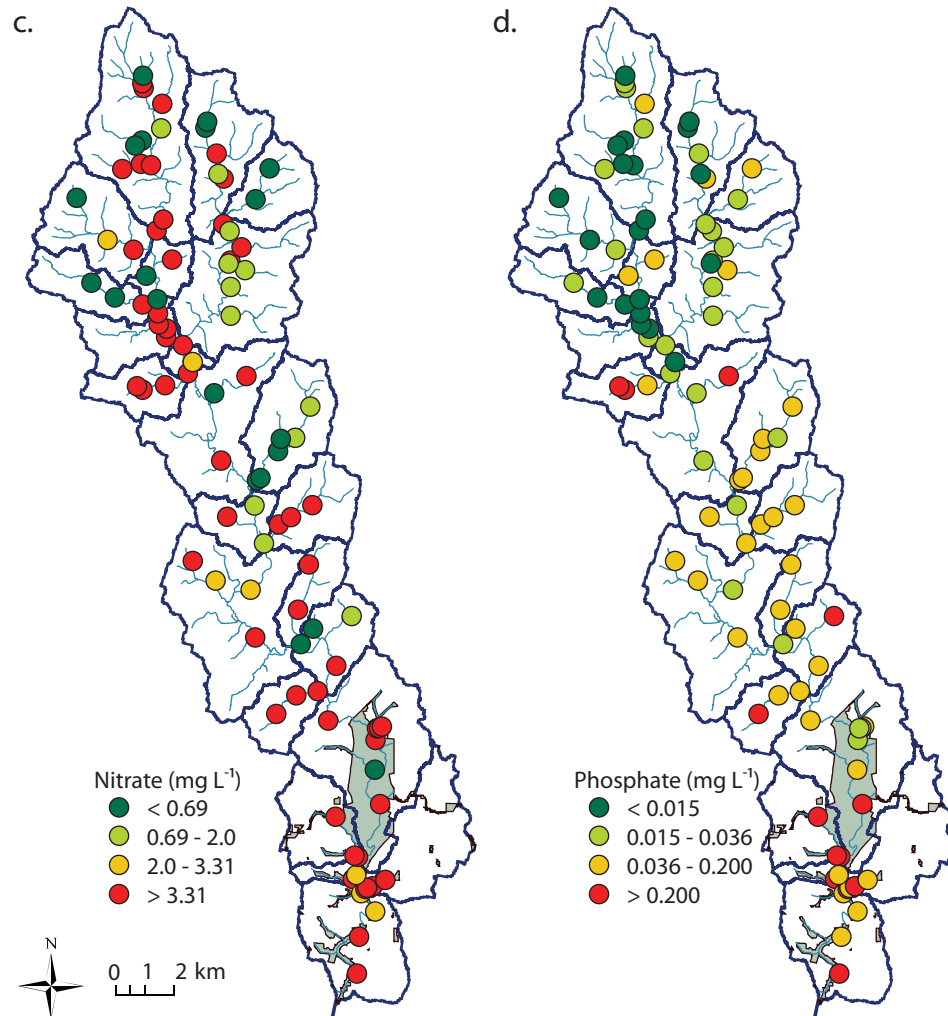 c.
d.
Nitrate (mg L⁻¹)
< 0.69
0.69 - 2.0
2.0 - 3.31
> 3.31
Phosphate (mg L⁻¹)
< 0.015
0.015 - 0.036
0.036 - 0.200
> 0.200
N
0 1 2 km